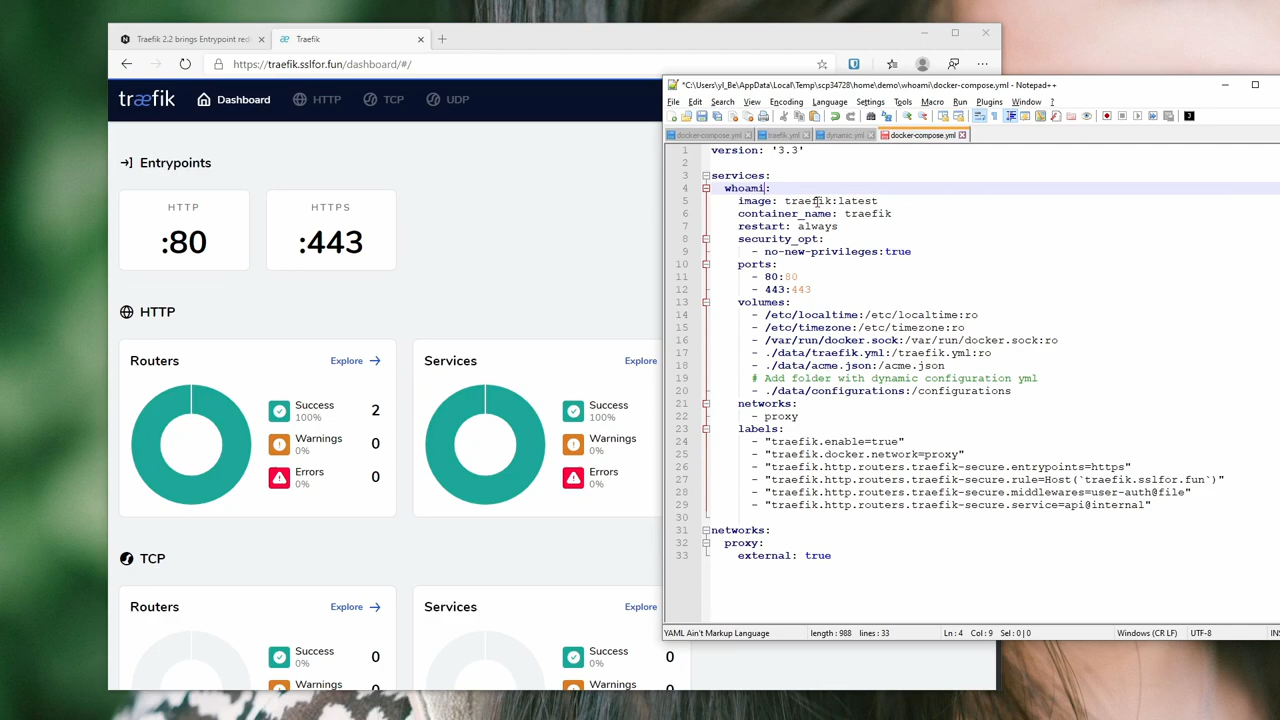 Traefik 2.2 brings Entrypoint red
Traefik
https://traefik.sslfor.fun/dashboard/#/
træfik
Dashboard
HTTP
TCP
UDP
Entrypoints
HTTP
:80
HTTPS
:443
HTTP
Routers
Explore
Success
100%
2
Warnings
0%
0
Errors
0%
0
Services
Explore
Success
100%
Warnings
0%
Errors
0%
TCP
Routers
Explore
Success
0%
0
Warnings
0
Services
Explore
Success
0%
0
Warnings
0
*C:\Users\yl_Be\AppData\Local\Temp\scp34728\home\demo\whoami\docker-compose.yml - Notepad++
File Edit Search View Encoding Language Settings Tools Macro Run Plugins Window ?
docker-compose.yml traefik.yml dynamic.yml docker-compose.yml
1 version: '3.3'
2
3 services:
4 whoami:
5 image: traefik:latest
6 container_name: traefik
7 restart: always
8 security_opt:
9 - no-new-privileges:true
10 ports:
11 - 80:80
12 - 443:443
13 volumes:
14 - /etc/localtime:/etc/localtime:ro
15 - /etc/timezone:/etc/timezone:ro
16 - /var/run/docker.sock:/var/run/docker.sock:ro
17 - ./data/traefik.yml:/traefik.yml:ro
18 - ./data/acme.json:/acme.json
19 # Add folder with dynamic configuration yml
20 - ./data/configurations:/configurations
21 networks:
22 - proxy
23 labels:
24 - "traefik.enable=true"
25 - "traefik.docker.network=proxy"
26 - "traefik.http.routers.traefik-secure.entrypoints=https"
27 - "traefik.http.routers.traefik-secure.rule=Host(`traefik.sslfor.fun`)"
28 - "traefik.http.routers.traefik-secure.middlewares=user-auth@file"
29 - "traefik.http.routers.traefik-secure.service=api@internal"
30
31 networks:
32 proxy:
33 external: true
YAML Ain't Markup Language
length : 988 lines : 33
Ln : 4 Col : 9 Sel : 0 | 0
Windows (CR LF)
UTF-8
INS